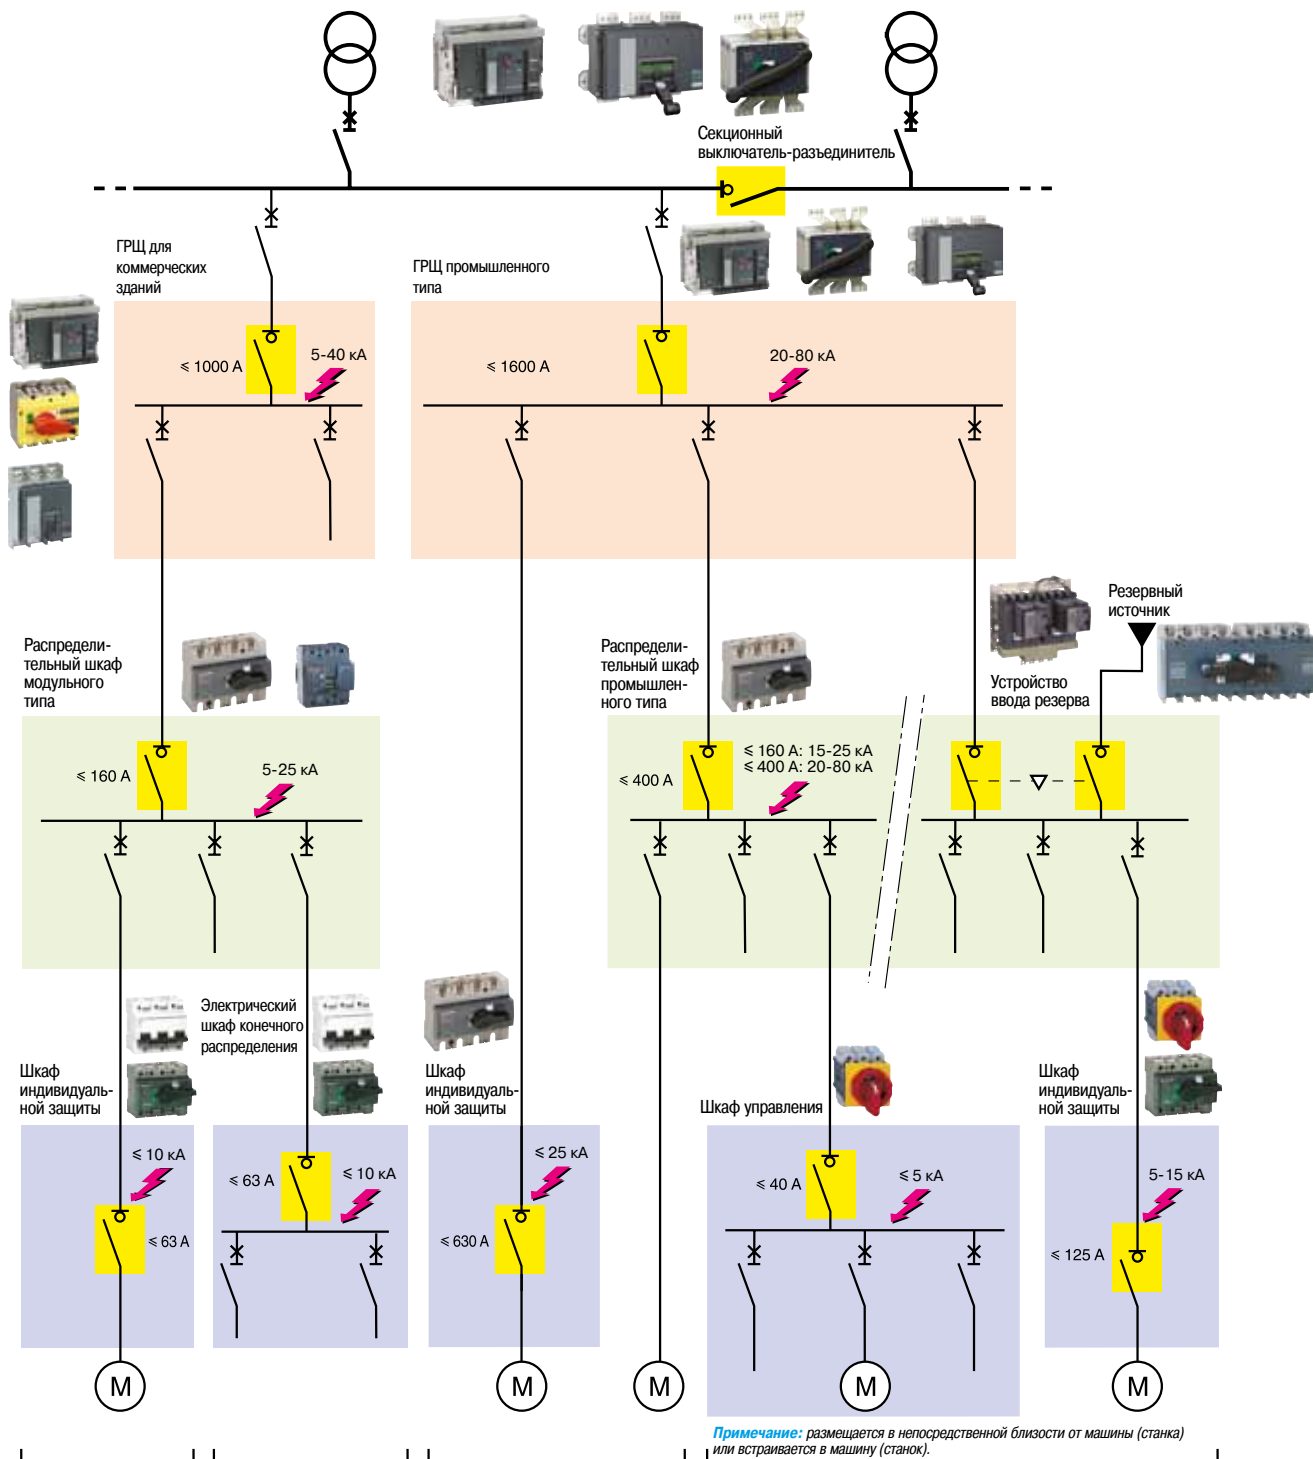 Секционный
выключатель-разъединитель
ГРЩ для
коммерческих
зданий
ГРЩ промышленного
типа
≤ 1000 А
5-40 кА
≤ 1600 А
20-80 кА
Резервный
источник
Распредели-
тельный шкаф
модульного
типа
Распредели-
тельный шкаф
промышлен-
ного типа
Устройство
ввода резерва
≤ 160 А
5-25 кА
≤ 400 А
≤ 160 А: 15-25 кА
≤ 400 А: 20-80 кА
Электрический
шкаф конечного
распределения
Шкаф
индивидуаль-
ной защиты
Шкаф
индивидуаль-
ной защиты
Шкаф управления
Шкаф
индивидуаль-
ной защиты
≤ 10 кА
≤ 63 А
≤ 63 А
≤ 10 кА
≤ 25 кА
≤ 630 А
≤ 40 А
≤ 5 кА
5-15 кА
≤ 125 А
M
M
M
M
M
Примечание: размещается в непосредственной близости от машины (станка)
или встраивается в машину (станок).